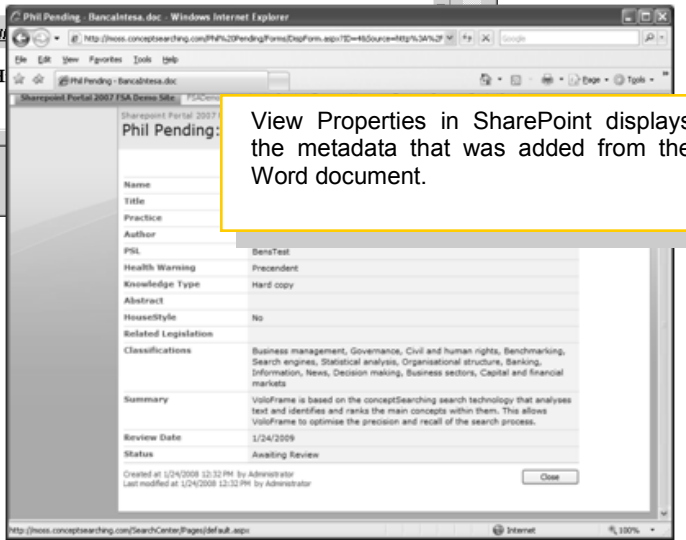 Phil Pending - BancaIntesa.doc - Windows Internet Explorer
http://moss.conceptsearching.com/Phil%20Pending/Forms/DispForm.aspx?ID=46&Source=http%3A%2F
Google
File Edit View Favorites Tools Help
Phil Pending - BancaIntesa.doc
Page Tools
Sharepoint Portal 2007 FSA Demo Site
Sharepoint Portal 2007
Phil Pending:
View Properties in SharePoint displays
the metadata that was added from the
Word document.
Name
Title
Practice
Author
PSL BensTest
Health Warning Precendent
Knowledge Type Hard copy
Abstract
HouseStyle No
Related Legislation
Classifications Business management, Governance, Civil and human rights, Benchmarking,
Search engines, Statistical analysis, Organisational structure, Banking,
Information, News, Decision making, Business sectors, Capital and financial
markets
Summary VoloFrame is based on the conceptSearching search technology that analyses
text and identifies and ranks the main concepts within them. This allows
VoloFrame to optimise the precision and recall of the search process.
Review Date 1/24/2009
Status Awaiting Review
Created at 1/24/2008 12:32 PM by Administrator
Last modified at 1/24/2008 12:32 PM by Administrator
Close
http://moss.conceptsearching.com/SearchCenter/Pages/default.aspx
Internet
100%